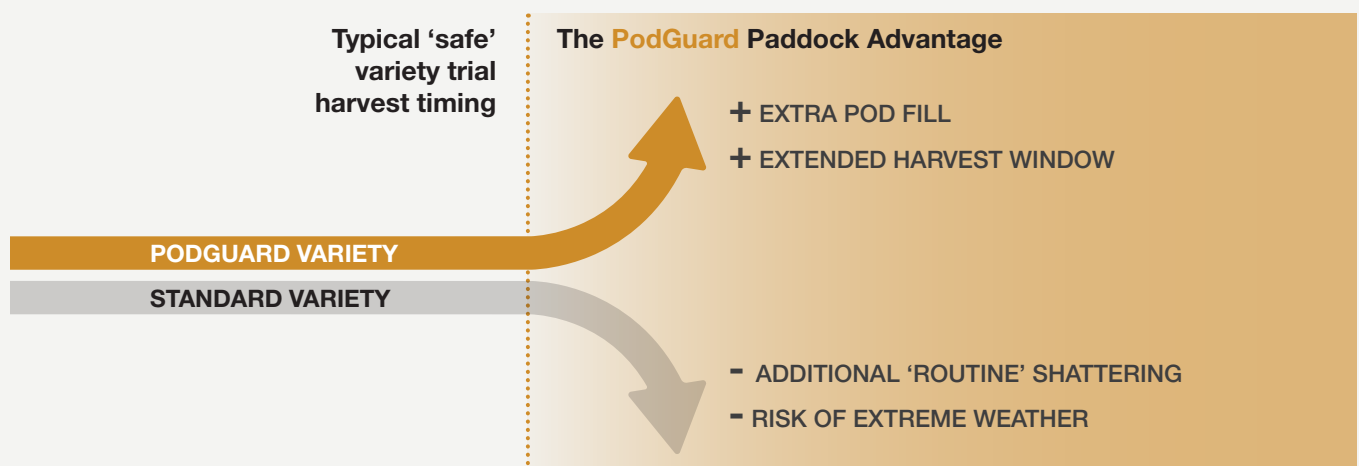 Typical ‘safe’
variety trial
harvest timing
The PodGuard Paddock Advantage
+ EXTRA POD FILL
+ EXTENDED HARVEST WINDOW
PODGUARD VARIETY
STANDARD VARIETY
- ADDITIONAL ‘ROUTINE’ SHATTERING
- RISK OF EXTREME WEATHER